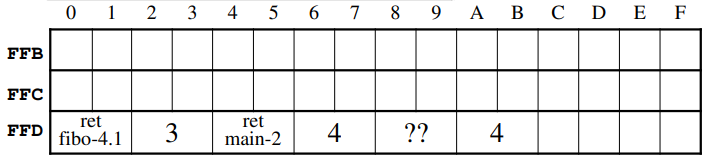 0 1 2 3 4 5 6 7 8 9 A B C D E F
FFB
FFC
FFD ret fibo-4.1 3 ret main-2 4 ?? 4